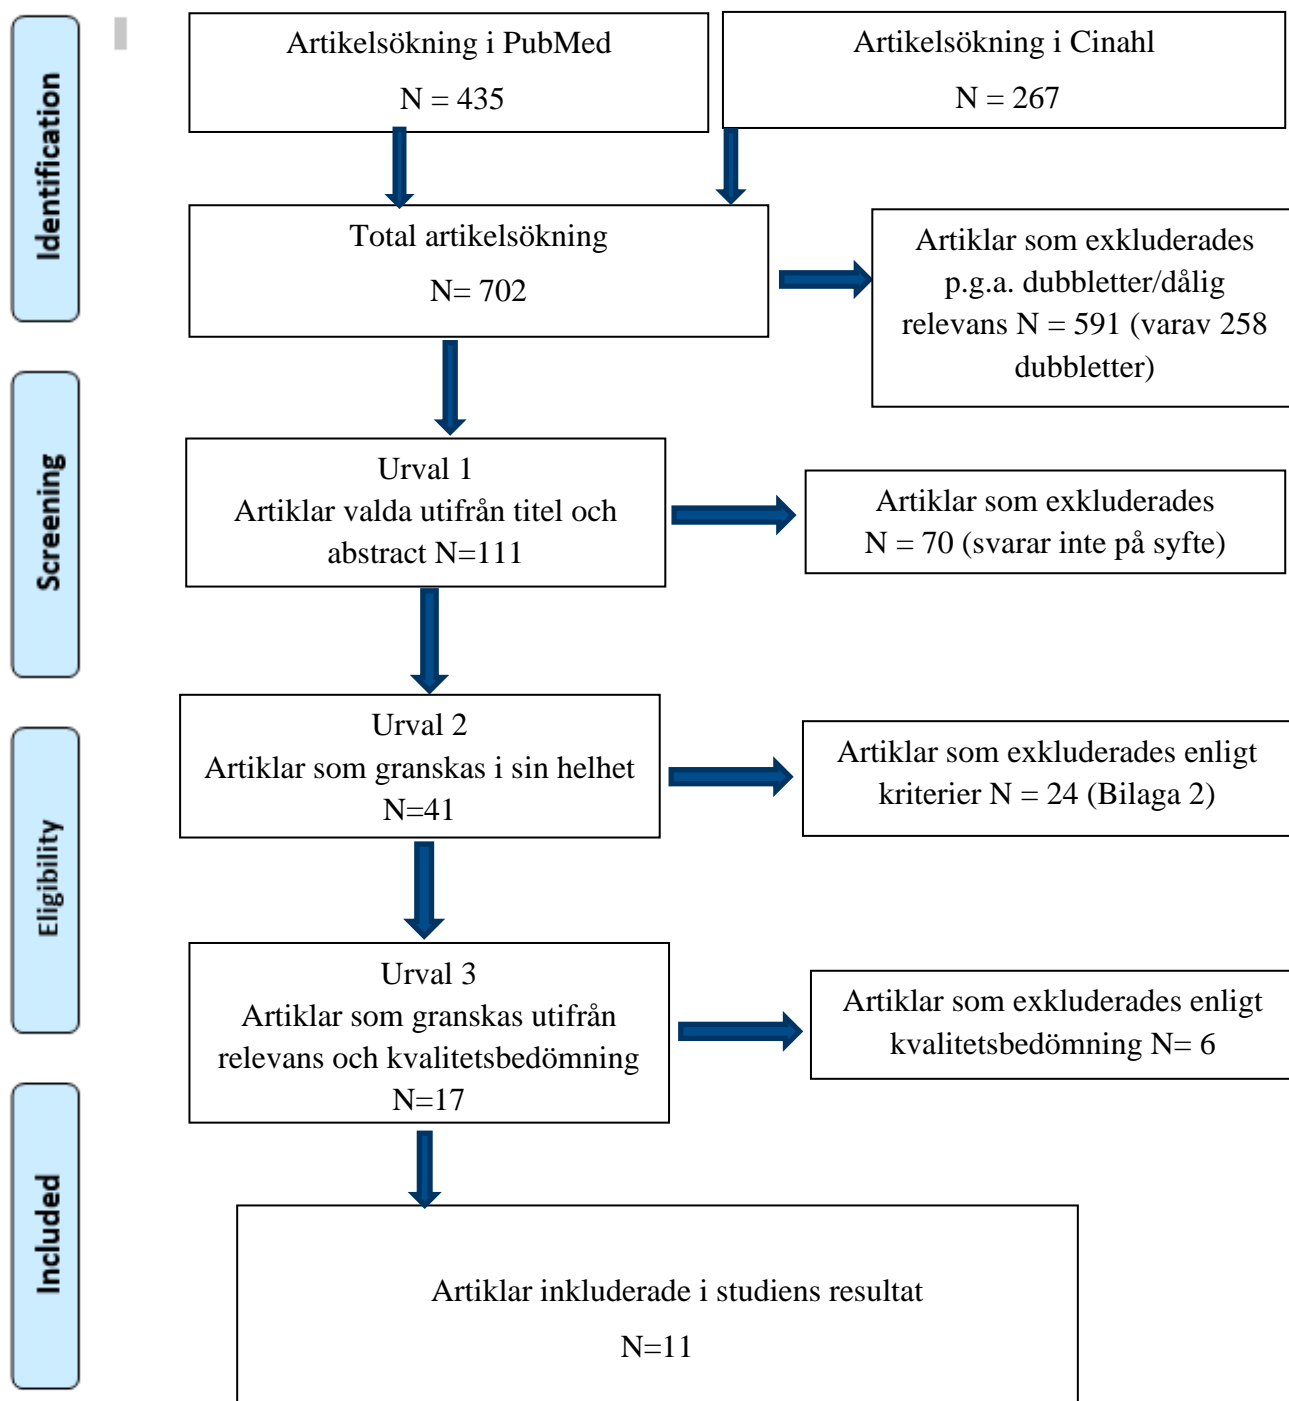 Identification
Artikelsökning i PubMed
N = 435
Artikelsökning i Cinahl
N = 267
Total artikelsökning
N= 702
Artiklar som exkluderades
p.g.a. dubbletter/dålig
relevans N = 591 (varav 258
dubbletter)
Screening
Urval 1
Artiklar valda utifrån titel och
abstract N=111
Artiklar som exkluderades
N = 70 (svarar inte på syfte)
Urval 2
Artiklar som granskas i sin helhet
N=41
Artiklar som exkluderades enligt
kriterier N = 24 (Bilaga 2)
Eligibility
Urval 3
Artiklar som granskas utifrån
relevans och kvalitetsbedömning
N=17
Artiklar som exkluderades enligt
kvalitetsbedömning N= 6
Included
Artiklar inkluderade i studiens resultat
N=11